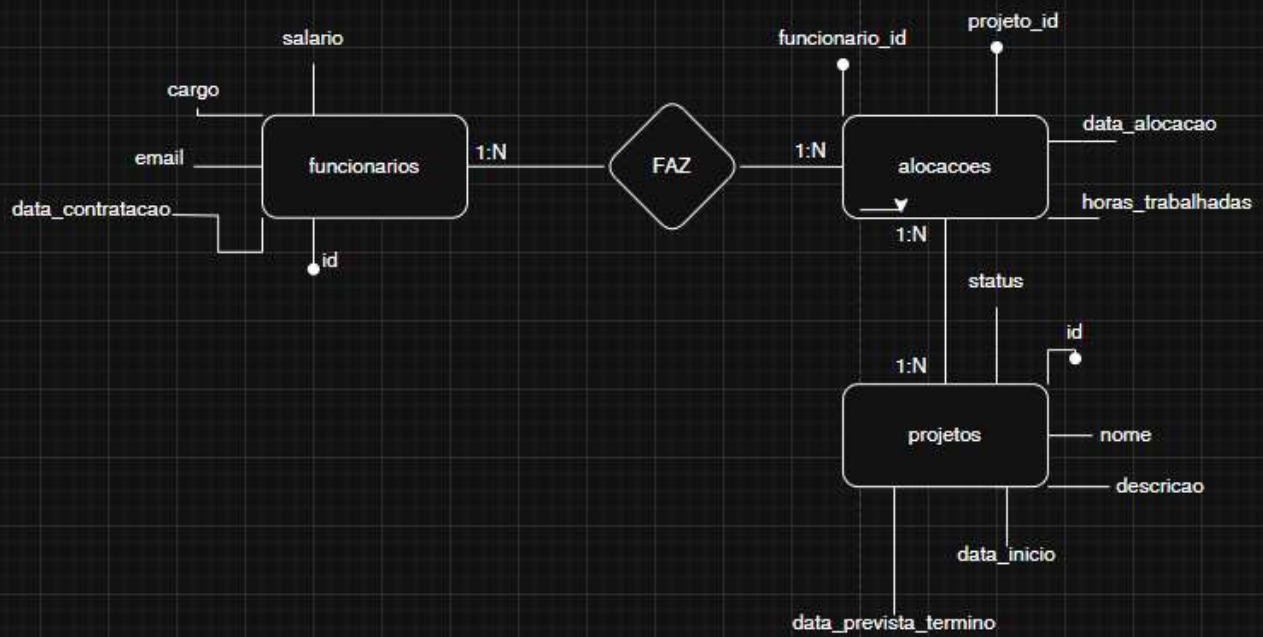 projeto_id
salario
funcionario_id
cargo
data_alocacao
email
1:N
1:N
funcionarios
FAZ
alocacoes
data_contratacao
horas_trabalhadas
1:N
id
status
id
1:N
projetos
nome
descricao
data_inicio
data_prevista_termino